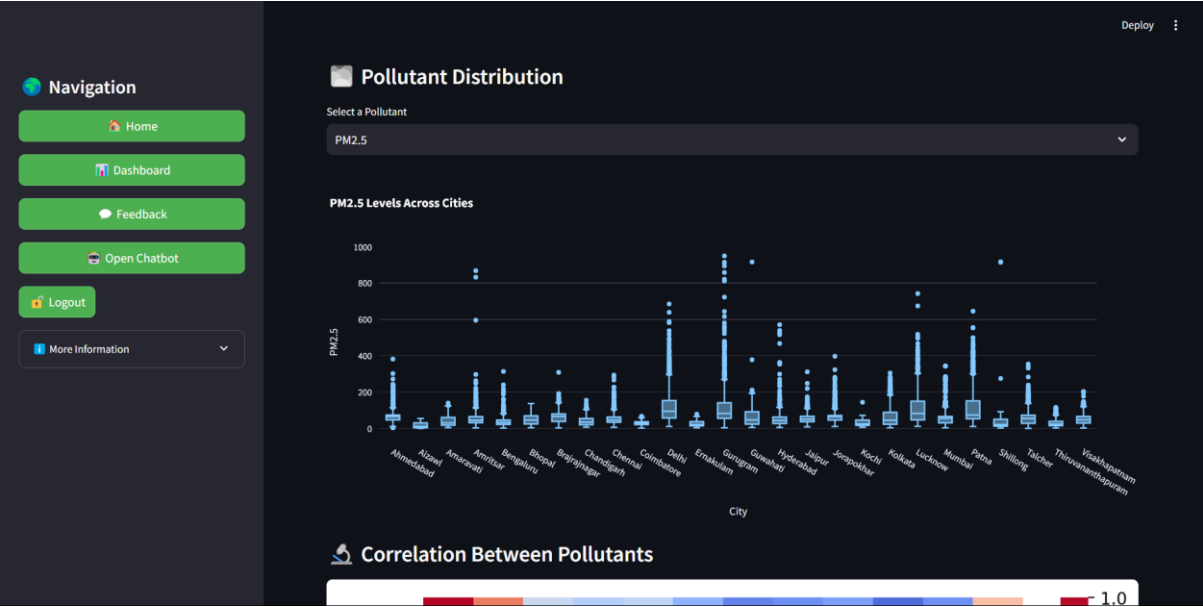 Deploy
Navigation
Home
Dashboard
Feedback
Open Chatbot
Logout
More Information
Pollutant Distribution
Select a Pollutant
PM2.5
PM2.5 Levels Across Cities
1000
800
600
400
200
0
PM2.5
Ahmedabad
Aizawl
Amaravati
Amritsar
Bengaluru
Bhopal
Brajrajnagar
Chandigarh
Chennai
Coimbatore
Delhi
Ernakulam
Gurugram
Guwahati
Hyderabad
Jaipur
Jorapokhar
Kochi
Kolkata
Lucknow
Mumbai
Patna
Shillong
Talcher
Thiruvananthapuram
Visakhapatnam
City
Correlation Between Pollutants
1.0